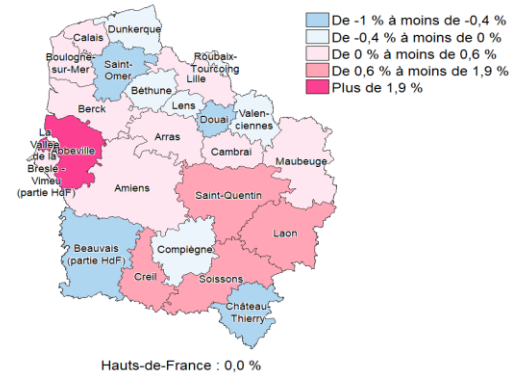 Dunkerque
Calais
Boulogne-
sur-Mer
Saint-
Omer
Roubaix-
Tourcoing
Lille
Béthune
Lens
Douai
Valen-
ciennes
Berck
Arras
Cambrai
Maubeuge
La
Vallée
de la
Bresle -
Vimeu
(partie HdF)
Abbeville
Amiens
Saint-Quentin
Laon
Beauvais
(partie HdF)
Compiègne
Creil
Soissons
Château-
Thierry
De -1 % à moins de -0,4 %
De -0,4 % à moins de 0 %
De 0 % à moins de 0,6 %
De 0,6 % à moins de 1,9 %
Plus de 1,9 %
Hauts-de-France : 0,0 %